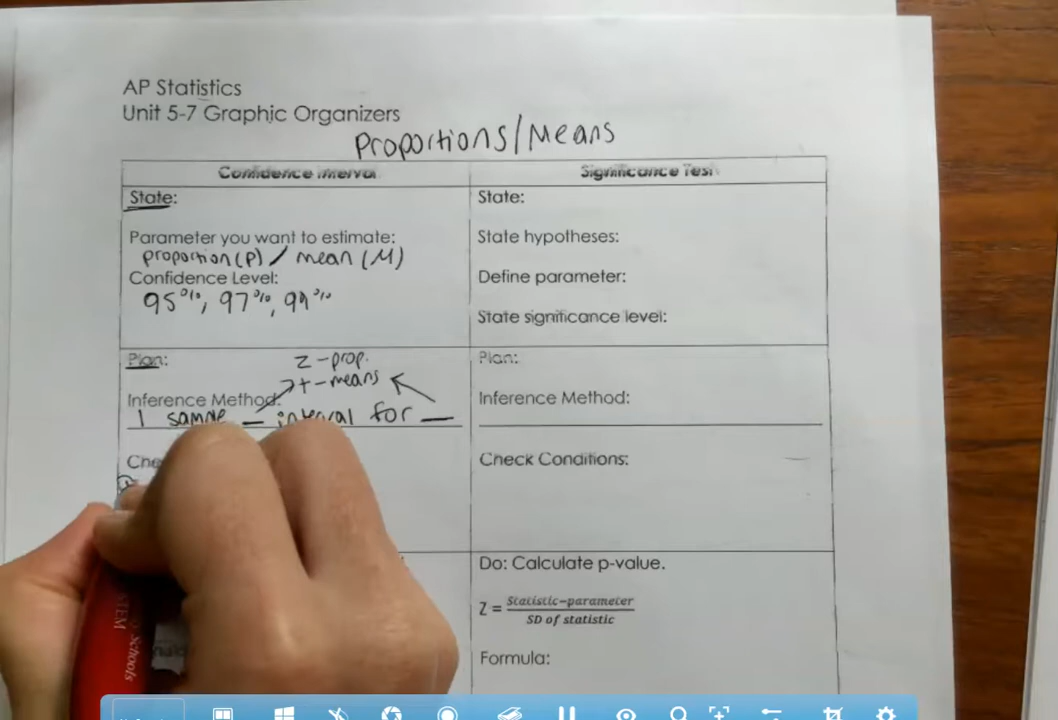 AP Statistics
Unit 5-7 Graphic Organizers
Proportions/Means
Confidence Interval
Significance Test
State:
Parameter you want to estimate:
proportion(P) / mean (M)
Confidence Level:
95%, 97%, 99%
State:
State hypotheses:
Define parameter:
State significance level:
Plan:
z - prop.
t - means
Inference Method:
1 sample _ interval for _
Plan:
Inference Method:
Check Conditions:
Do: Calculate p-value.
Z = Statistic-parameter
SD of statistic
Formula:
Schools
STEM